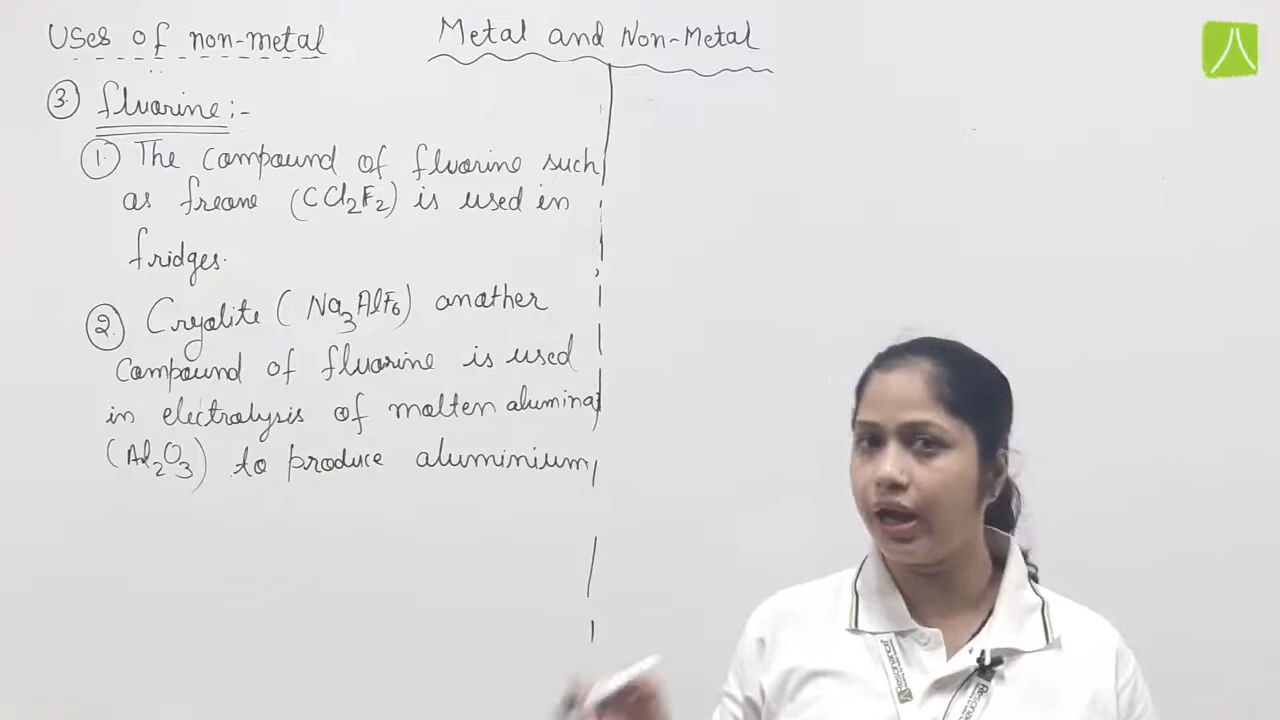 Uses of non-metal
Metal and Non-Metal
③ fluorine:-
① The compound of fluorine such
as freone (CCl2F2) is used in
fridges.
② Cryolite (Na3AlF6) another
compound of fluorine is used
in electrolysis of molten alumina
(Al2O3) to produce aluminium
Resonance
Resonance